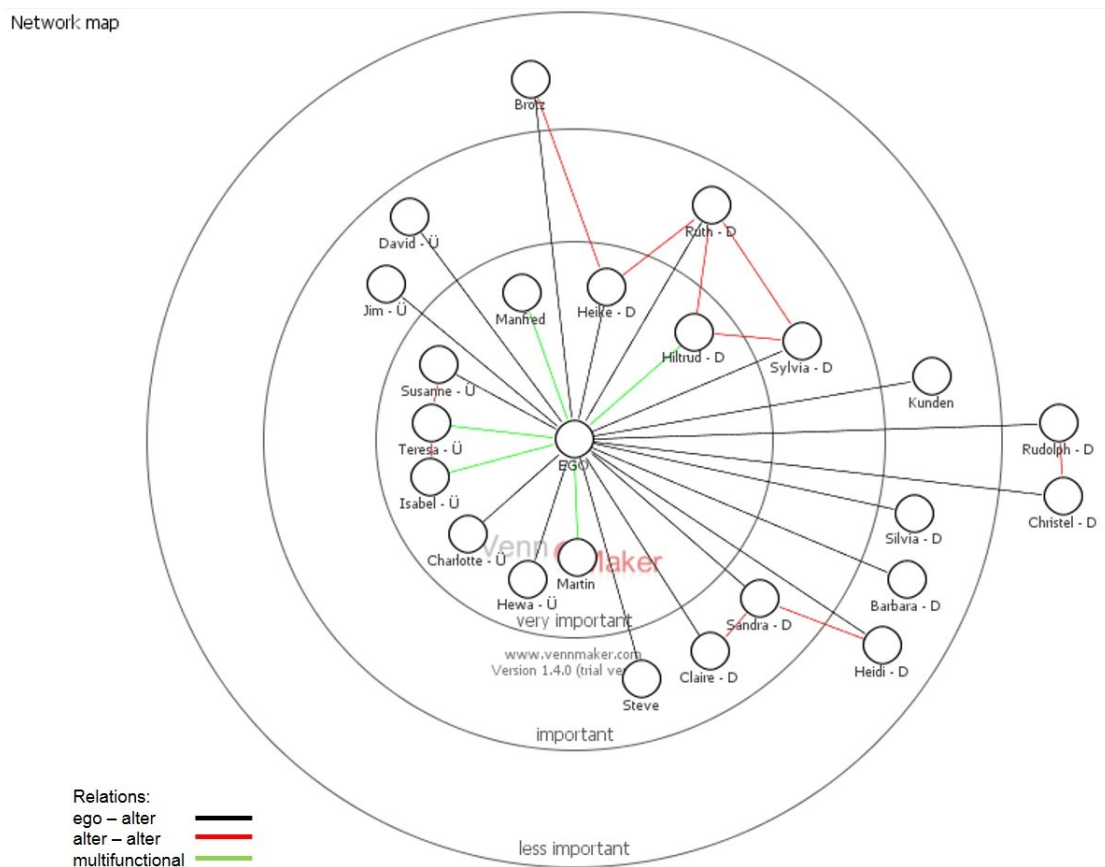 Network map
Brotz
Ruth - D
David - Ü
Jim - Ü
Manfred
Heike - D
Hiltrud - D
Sylvia - D
Susanne - Ü
Kunden
Teresa - Ü
Rudolph - D
EGO
Isabel - Ü
Christel - D
Silvia - D
Charlotte - Ü
Venn Maker
Martin
Hewa - Ü
Barbara - D
very important
Sandra - D
www.vennmaker.com
Version 1.4.0 (trial ve
Claire - D
Heidi - D
Steve
important
Relations:
ego – alter
alter – alter
multifunctional
less important